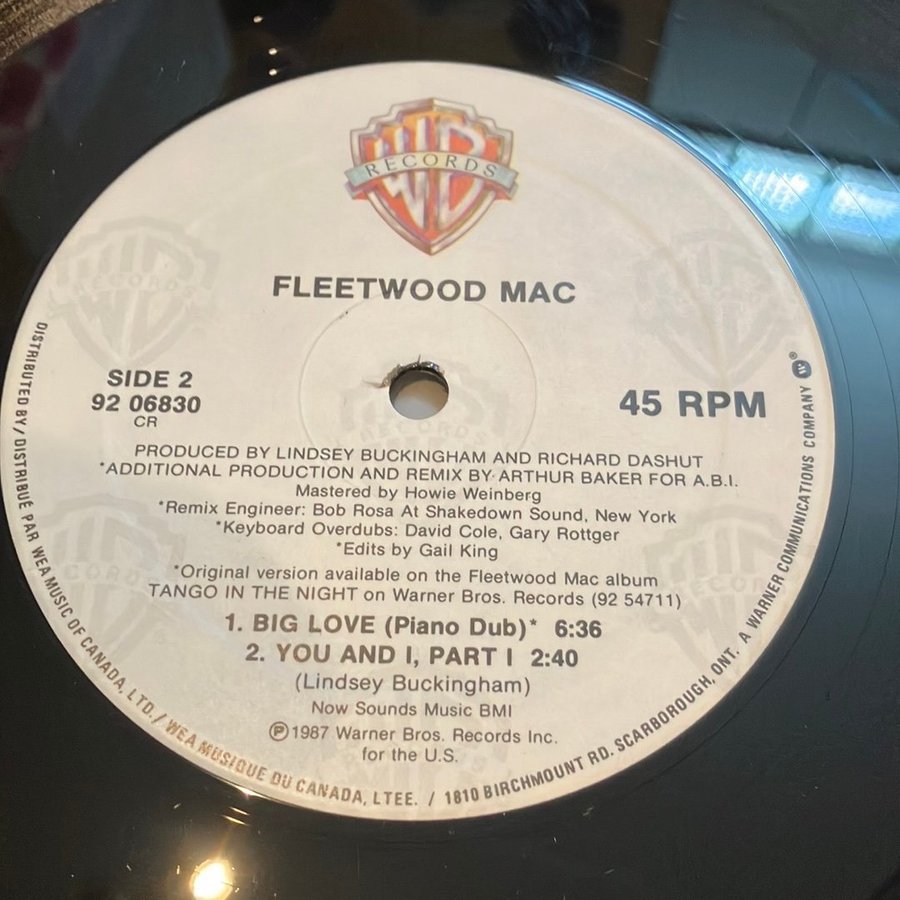 WB
RECORDS
FLEETWOOD MAC
SIDE 2
92 06830
CR
45 RPM
PRODUCED BY LINDSEY BUCKINGHAM AND RICHARD DASHUT
*ADDITIONAL PRODUCTION AND REMIX BY ARTHUR BAKER FOR A.B.I.
Mastered by Howie Weinberg
*Remix Engineer: Bob Rosa At Shakedown Sound, New York
*Keyboard Overdubs: David Cole, Gary Rottger
*Edits by Gail King
*Original version available on the Fleetwood Mac album
TANGO IN THE NIGHT on Warner Bros. Records (92 54711)
1. BIG LOVE (Piano Dub)* 6:36
2. YOU AND I, PART I 2:40
(Lindsey Buckingham)
Now Sounds Music BMI
℗1987 Warner Bros. Records Inc.
for the U.S.
DISTRIBUTED BY/DISTRIBUÉ PAR WEA MUSIC OF CANADA, LTD./WEA MUSIQUE DU CANADA, LTEE. / 1810 BIRCHMOUNT RD. SCARBOROUGH, ONT. A WARNER COMMUNICATIONS COMPANY ®